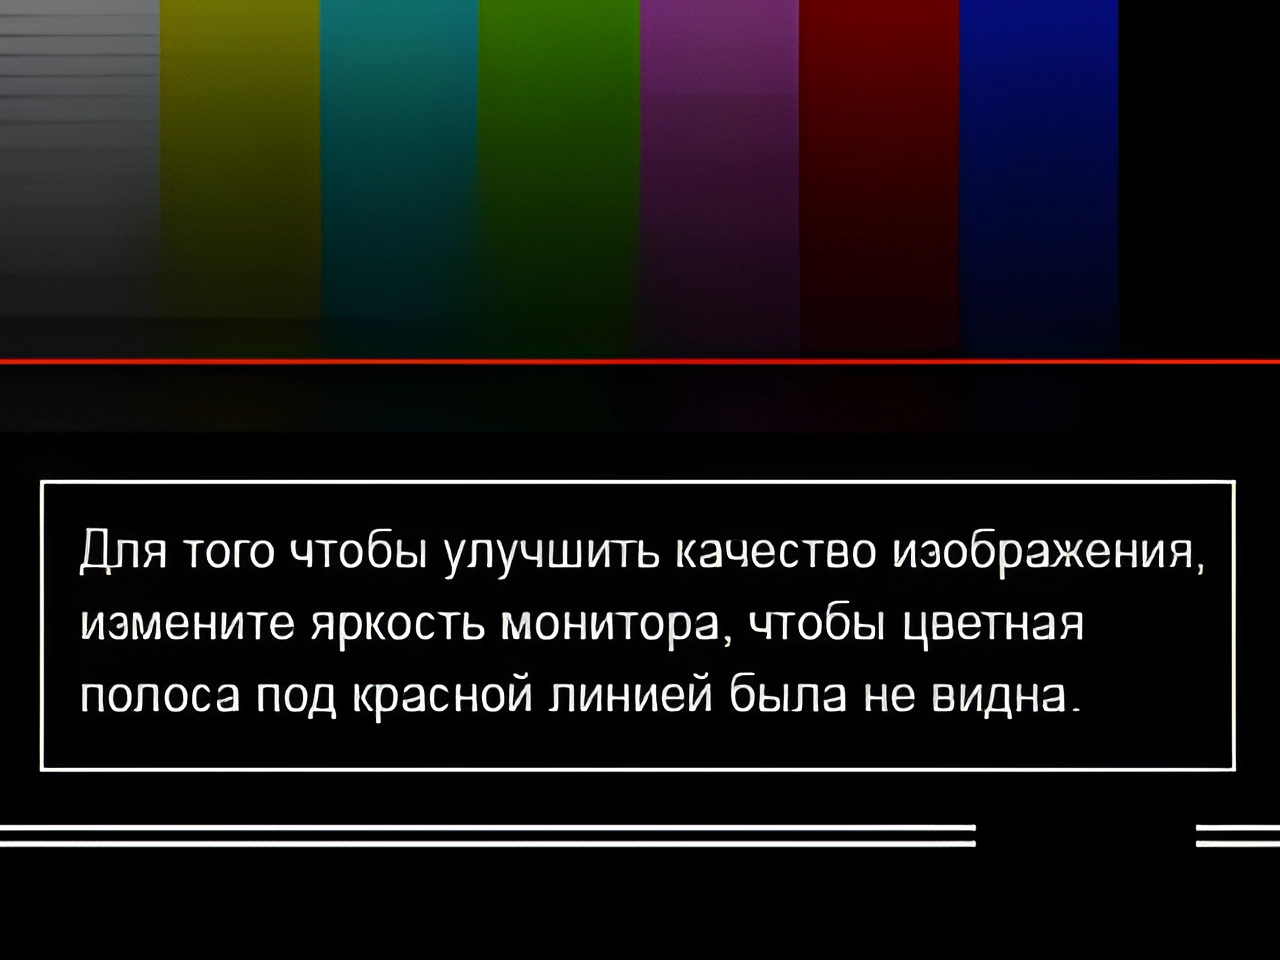 Для того чтобы улучшить качество изображения,
измените яркость монитора, чтобы цветная
полоса под красной линией была не видна.